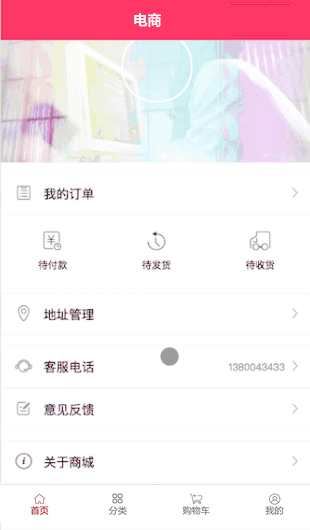 电商
我的订单
待付款 待发货 待收货
地址管理
客服电话 1380043433
意见反馈
关于商城
首页 分类 购物车 我的